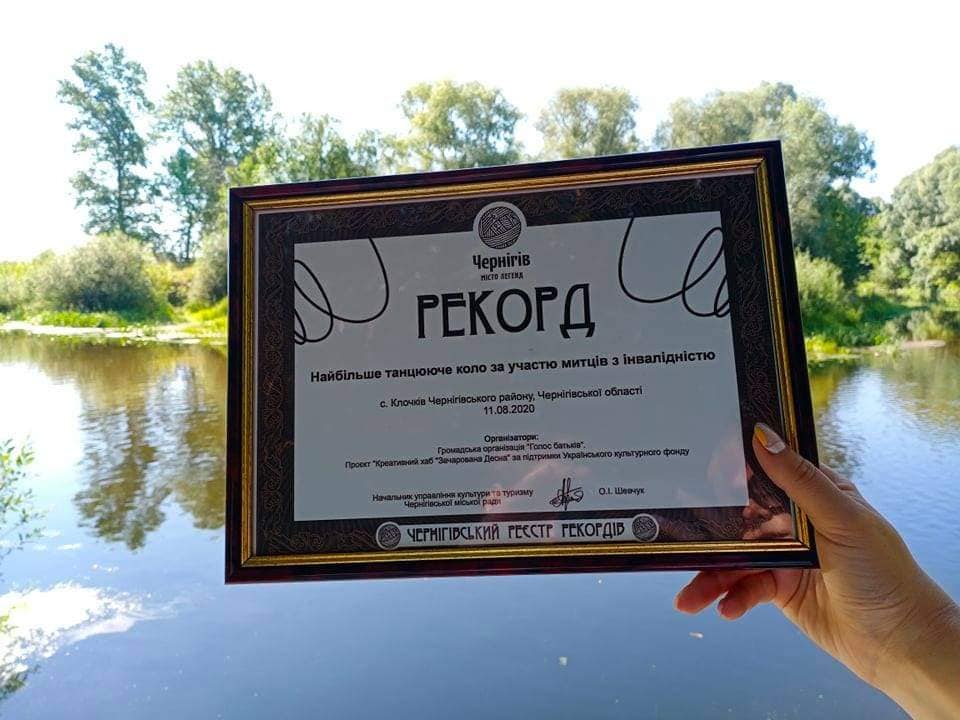 Чернігів
МІСТО ЛЕГЕНД
РЕКОРД
Найбільше танцююче коло за участю митців з інвалідністю
с. Клочків Чернігівського району, Чернігівської області
11.08.2020
Організатори:
Громадська організація "Голос батьків".
Проєкт "Креативний хаб "Зачарована Десна" за підтримки Українського культурного фонду
Начальник управління культури та туризму
Чернігівської міської ради
О.І. Шевчук
ЧЕРНІГІВСЬКИЙ РЕЄСТР РЕКОРДІВ